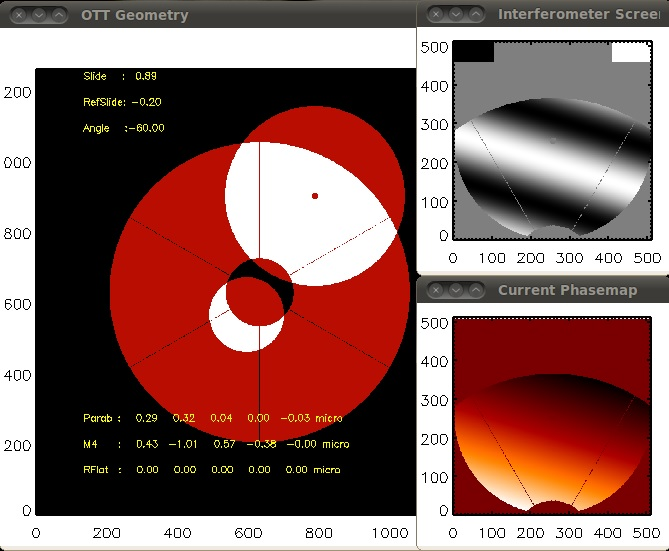 OTT Geometry
Slide : 0.89
RefSlide: -0.20
Angle :-60.00
200
000
800
600
400
200
0
Parab : 0.29 0.32 0.04 0.00 -0.03 micro
M4 : 0.43 -1.01 0.57 -0.38 -0.00 micro
RFlat : 0.00 0.00 0.00 0.00 0.00 micro
0 200 400 600 800 1000
Interferometer Screen
500
400
300
200
100
0
0 100 200 300 400 500
Current Phasemap
500
400
300
200
100
0
0 100 200 300 400 500